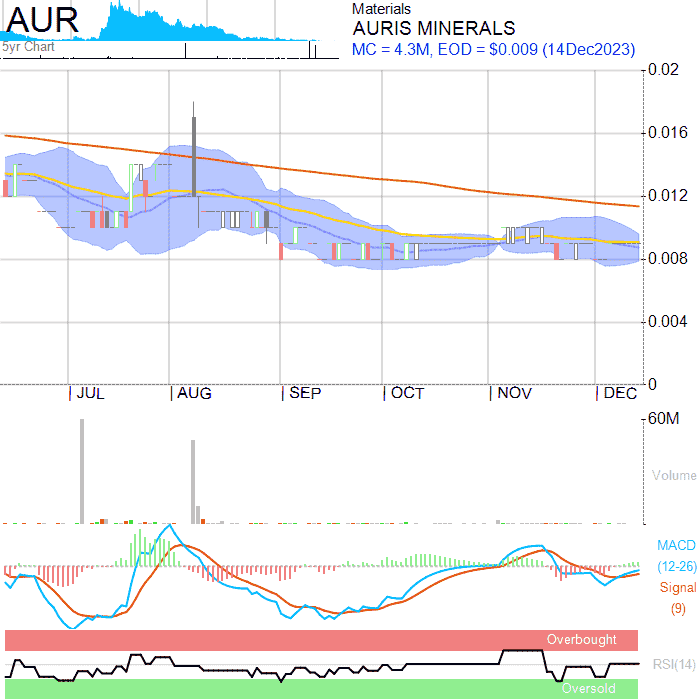 AUR
5yr Chart
Materials
AURIS MINERALS
MC = 4.3M, EOD = $0.009 (14Dec2023)
0.02
0.016
0.012
0.008
0.004
0
JUL AUG SEP OCT NOV DEC
60M
Volume
MACD
(12-26)
Signal
(9)
Overbought
RSI(14)
Oversold